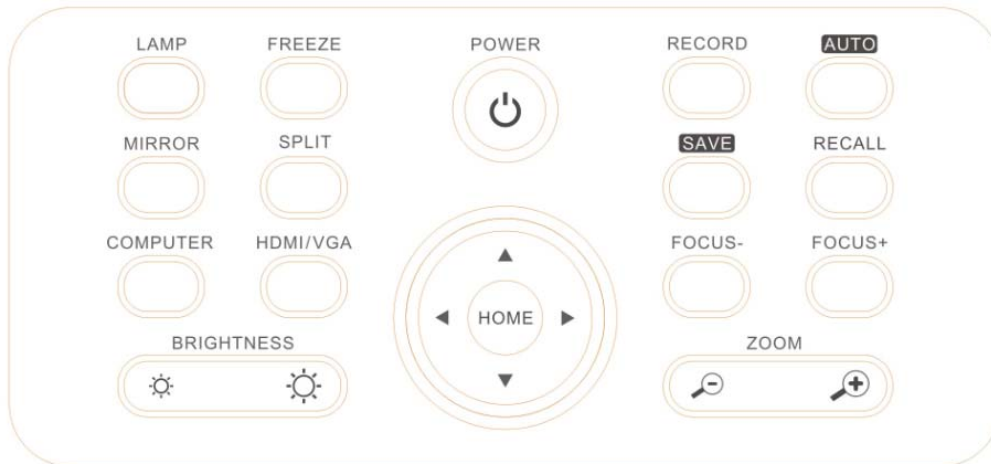 LAMP FREEZE POWER RECORD AUTO
MIRROR SPLIT SAVE RECALL
COMPUTER HDMI/VGA FOCUS- FOCUS+
HOME
BRIGHTNESS ZOOM